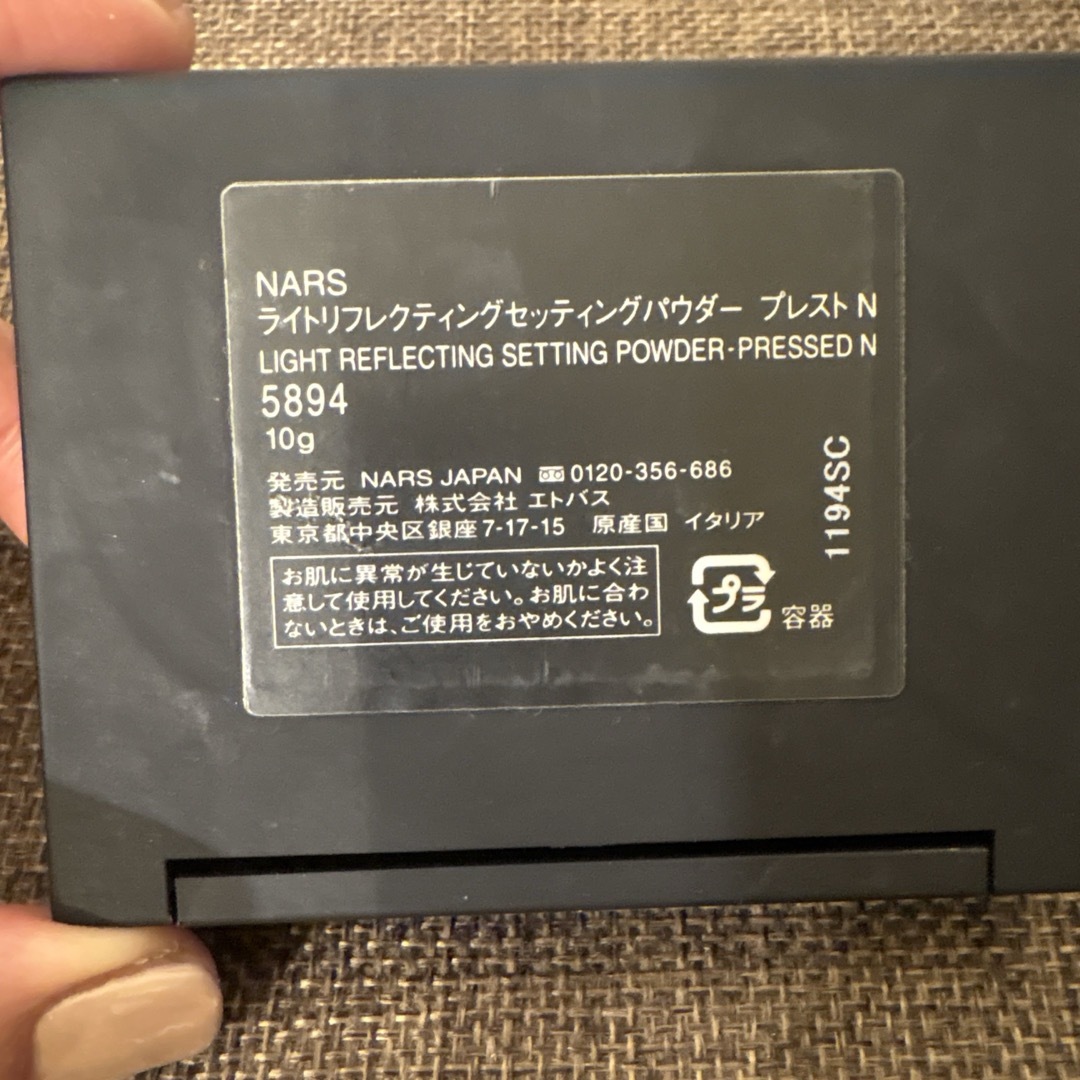 NARS
ライトリフレクティングセッティングパウダー プレスト N
LIGHT REFLECTING SETTING POWDER-PRESSED N
5894
10g
発売元 NARS JAPAN 0120-356-686
製造販売元 株式会社 エトバス
東京都中央区銀座7-17-15 原産国 イタリア
お肌に異常が生じていないかよく注
意して使用してください。お肌に合わ
ないときは、ご使用をおやめください。
プラ
容器
1194SC